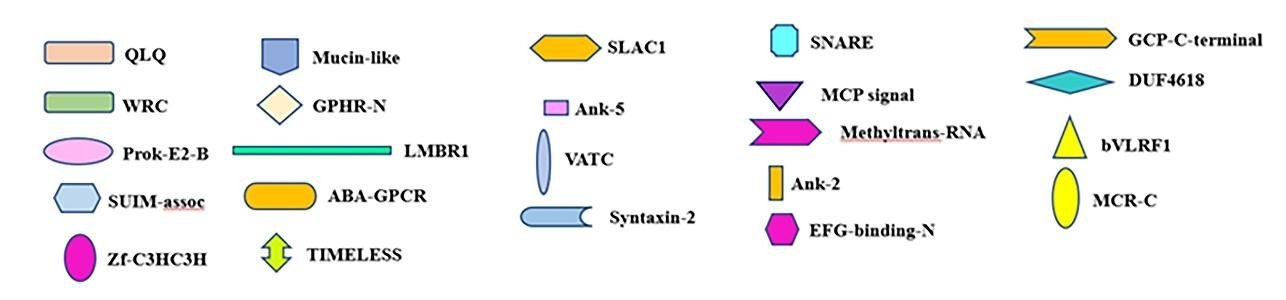 QLQ
WRC
Prok-E2-B
SUIM-assoc
Zf-C3HC3H
Mucin-like
GPHR-N
LMBR1
ABA-GPCR
TIMELESS
SLAC1
Ank-5
VATC
Syntaxin-2
SNARE
MCP signal
Methyltrans-RNA
Ank-2
EFG-binding-N
GCP-C-terminal
DUF4618
bVLRF1
MCR-C